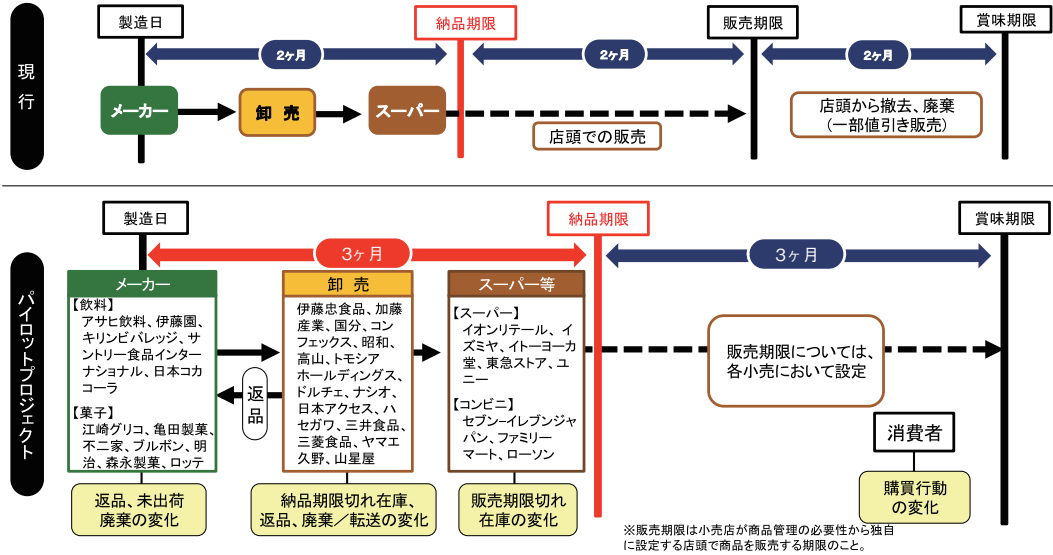 現行
製造日
納品期限
販売期限
賞味期限
2ヶ月
2ヶ月
2ヶ月
メーカー
卸売
スーパー
店頭での販売
店頭から撤去、廃棄
(一部値引き販売)
パイロットプロジェクト
製造日
納品期限
賞味期限
3ヶ月
3ヶ月
メーカー
【飲料】
アサヒ飲料、伊藤園、
キリンビバレッジ、サ
ントリー食品インター
ナショナル、日本コカ
コーラ
【菓子】
江崎グリコ、亀田製菓、
不二家、ブルボン、明
治、森永製菓、ロッテ
返品
卸売
伊藤忠食品、加藤
産業、国分、コン
フェックス、昭和、
高山、トモシア
ホールディングス、
ドルチェ、ナシオ、
日本アクセス、ハ
セガワ、三井食品、
三菱食品、ヤマエ
久野、山星屋
スーパー等
【スーパー】
イオンリテール、イ
ズミヤ、イトーヨーカ
堂、東急ストア、ユ
ニー
【コンビニ】
セブン−イレブンジャ
パン、ファミリー
マート、ローソン
販売期限については、
各小売において設定
消費者
返品、未出荷
廃棄の変化
納品期限切れ在庫、
返品、廃棄／転送の変化
販売期限切れ
在庫の変化
購買行動
の変化
※販売期限は小売店が商品管理の必要性から独自
に設定する店頭で商品を販売する期限のこと。